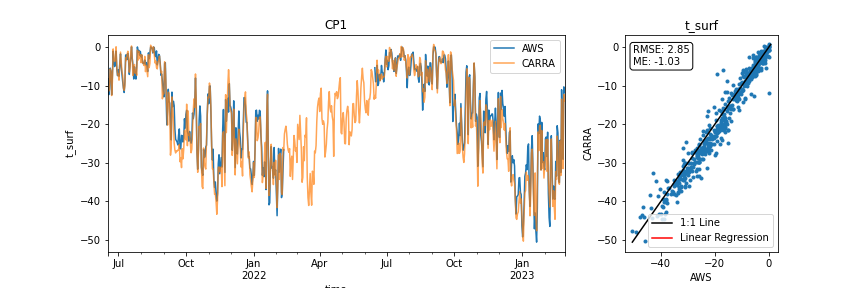 CP1
t_surf
0
−10
−20
−30
−40
−50
t_surf
AWS
CARRA
Jul
Oct
Jan
2022
Apr
Jul
Oct
Jan
2023
time
t_surf
RMSE: 2.85
ME: -1.03
CARRA
0
−10
−20
−30
−40
−50
1:1 Line
Linear Regression
−40
−20
0
AWS